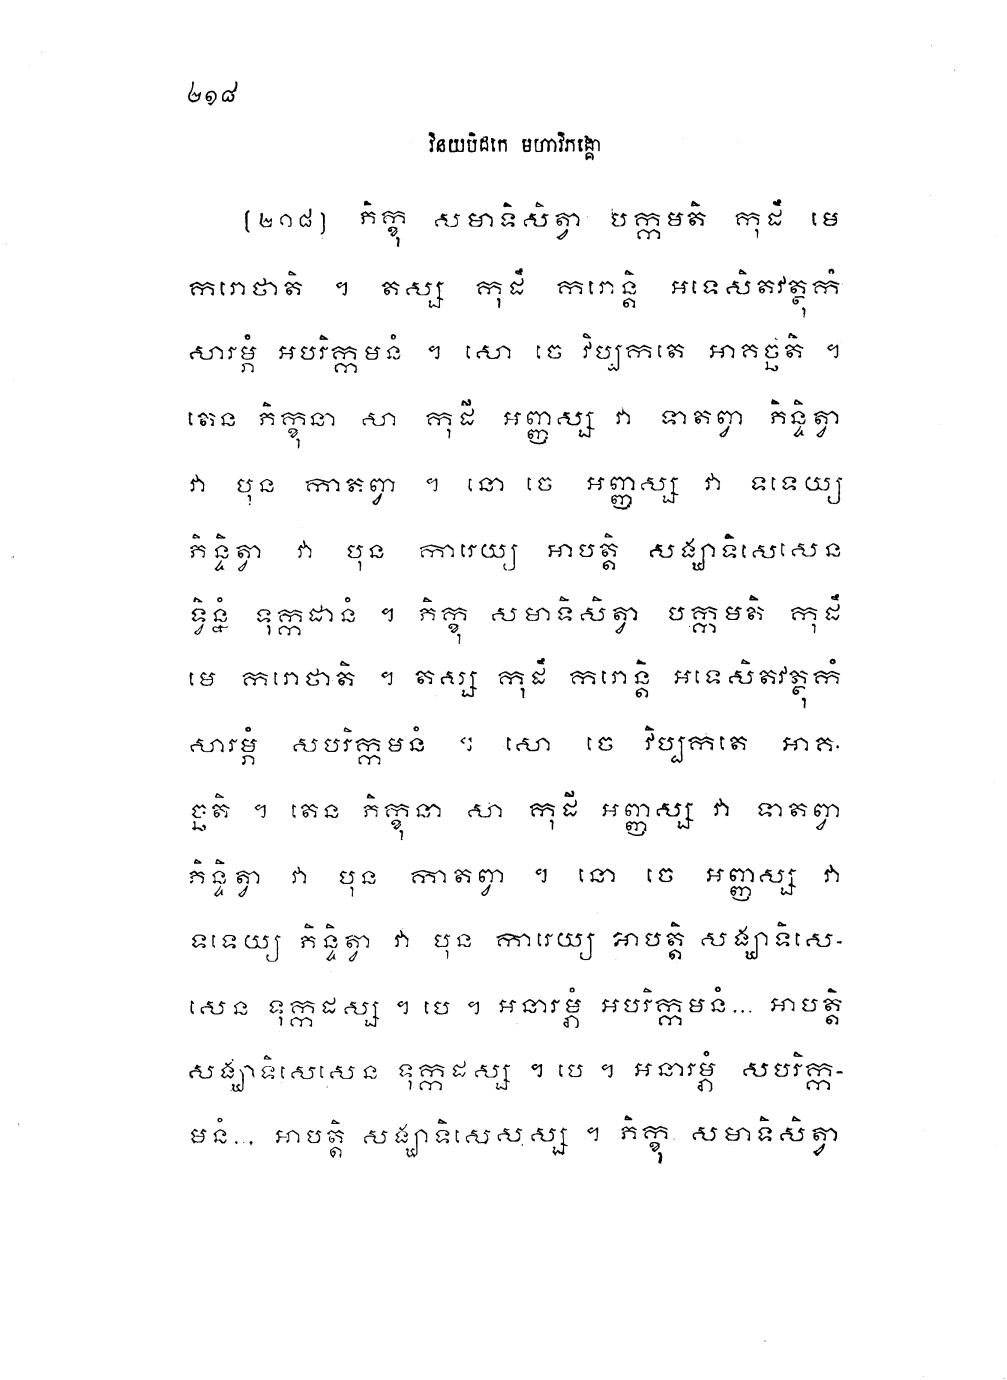 ២១៨
វិនយបិដកេ មហាវិភង្គោ
[២១៨] ភិក្ខុ សមាទិសិត្វា បក្កមតិ កុដឹ មេ
ករោថាតិ ។ តស្ស កុដឹ ករោន្តិ អទេសិតវត្ថុកំ
សារម្ភំ អបរិក្កមនំ ។ សោ ចេ វិប្បកតេ អាគច្ឆតិ ។
តេន ភិក្ខុនា សា កុដី អញ្ញស្ស វា ទាតព្វា ភិន្ទិត្វា
វា បុន កាតព្វា ។ នោ ចេ អញ្ញស្ស វា ទទេយ្យ
ភិន្ទិត្វា វា បុន ការេយ្យ អាបត្តិ សង្ឃាទិសេសេន
ទ្វិន្នំ ទុក្កដានំ ។ ភិក្ខុ សមាទិសិត្វា បក្កមតិ កុដឹ
មេ ករោថាតិ ។ តស្ស កុដឹ ករោន្តិ អទេសិតវត្ថុកំ
សារម្ភំ សបរិក្កមនំ ។ សោ ចេ វិប្បកតេ អាគ-
ច្ឆតិ ។ តេន ភិក្ខុនា សា កុដី អញ្ញស្ស វា ទាតព្វា
ភិន្ទិត្វា វា បុន កាតព្វា ។ នោ ចេ អញ្ញស្ស វា
ទទេយ្យ ភិន្ទិត្វា វា បុន ការេយ្យ អាបត្តិ សង្ឃាទិសេ-
សេន ទុក្កដស្ស ។ បេ ។ អនារម្ភំ អបរិក្កមនំ... អាបត្តិ
សង្ឃាទិសេសេន ទុក្កដស្ស ។ បេ ។ អនារម្ភំ សបរិក្ក-
មនំ... អាបត្តិ សង្ឃាទិសេសស្ស ។ ភិក្ខុ សមាទិសិត្វា